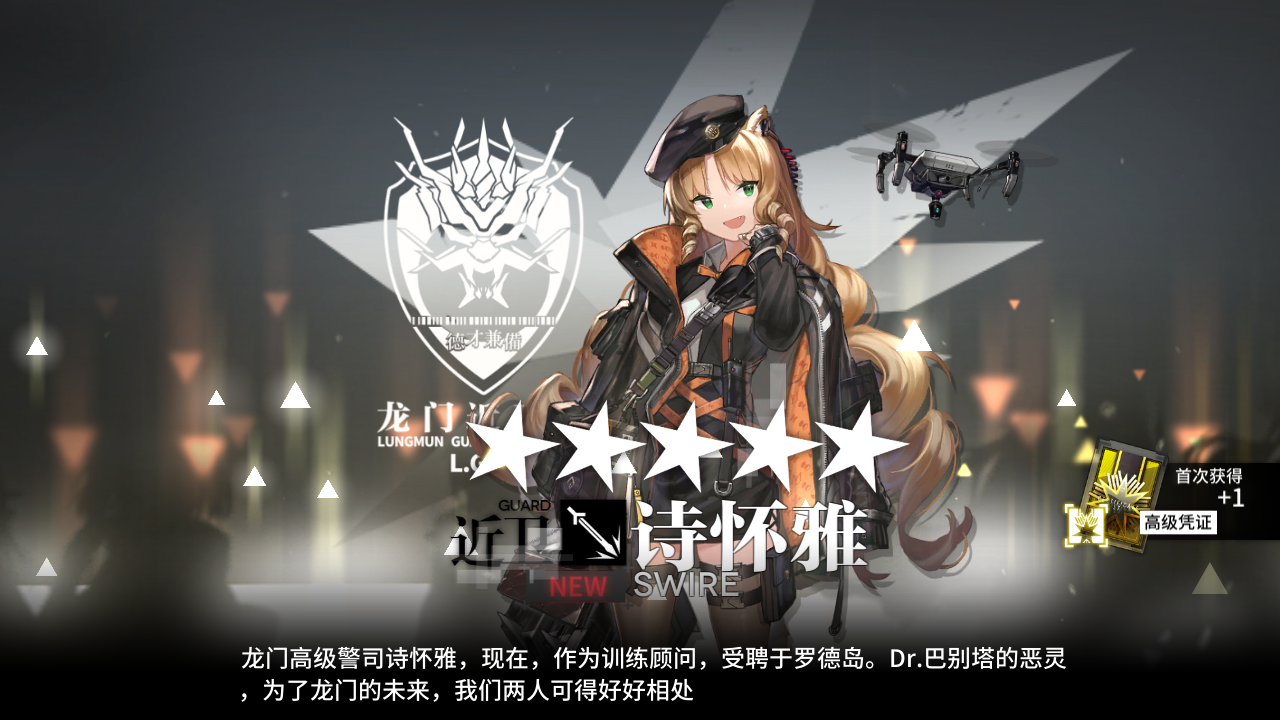 德才兼備
龙门近
LUNGMUN GU
L.G
首次获得
+1
高级凭证
GUARD
近卫
诗怀雅
NEW
SWIRE
龙门高级警司诗怀雅，现在，作为训练顾问，受聘于罗德岛。Dr.巴别塔的恶灵
，为了龙门的未来，我们两人可得好好相处